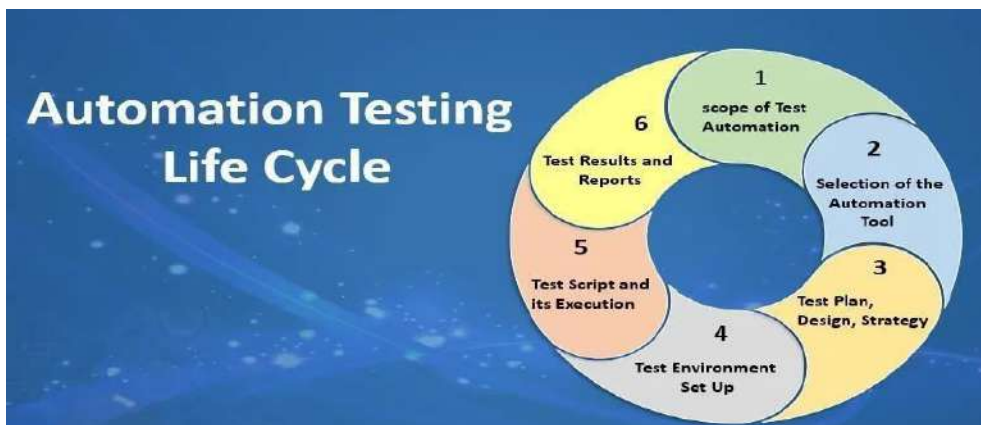 Automation Testing
Life Cycle
1
scope of Test
Automation
2
Selection of the
Automation
Tool
3
Test Plan,
Design, Strategy
4
Test Environment
Set Up
5
Test Script and
its Execution
6
Test Results and
Reports